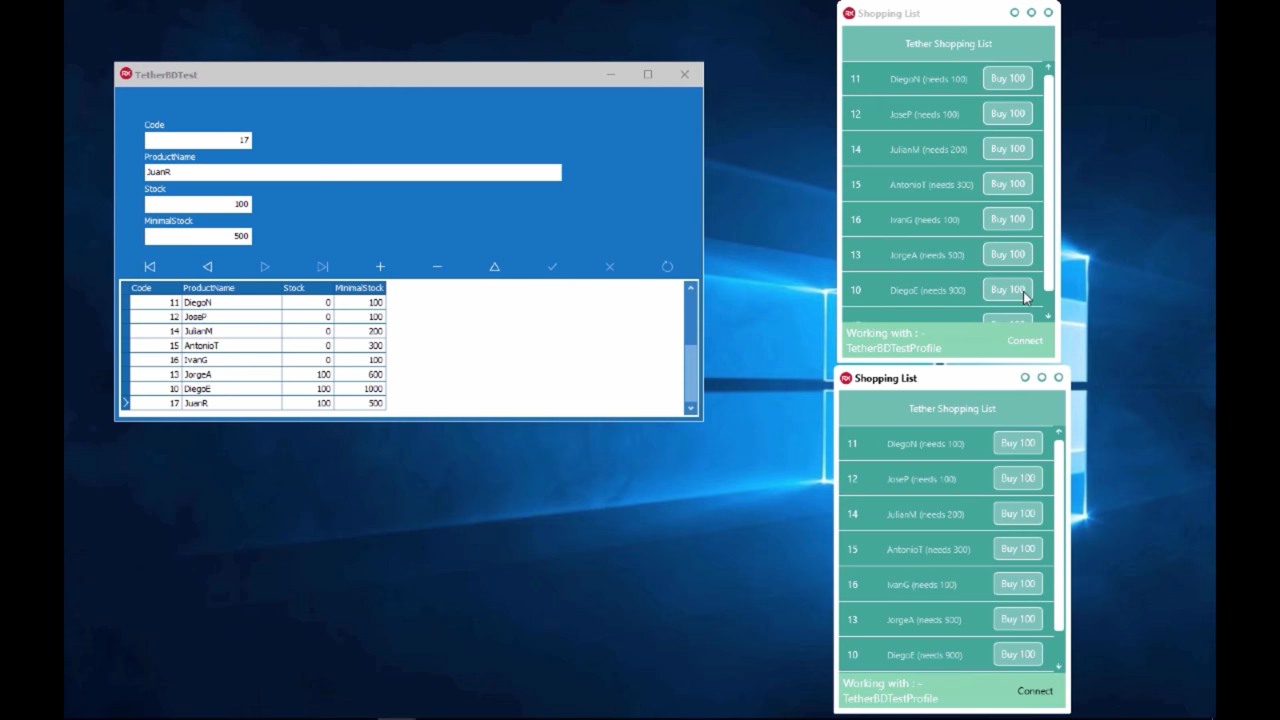 TetherBDTest
Code
17
ProductName
JuanR
Stock
100
MinimalStock
500
Code ProductName Stock MinimalStock
11 DiegoN 0 100
12 JoseP 0 100
14 JulianM 0 200
15 AntonioT 0 300
16 IvanG 0 100
13 JorgeA 100 600
10 DiegoE 100 1000
17 JuanR 100 500
RX Shopping List
Tether Shopping List
11 DiegoN (needs 100) Buy 100
12 JoseP (needs 100) Buy 100
14 JulianM (needs 200) Buy 100
15 AntonioT (needs 300) Buy 100
16 IvanG (needs 100) Buy 100
13 JorgeA (needs 500) Buy 100
10 DiegoE (needs 900) Buy 100
Working with : -
TetherBDTestProfile
Connect
RX Shopping List
Tether Shopping List
11 DiegoN (needs 100) Buy 100
12 JoseP (needs 100) Buy 100
14 JulianM (needs 200) Buy 100
15 AntonioT (needs 300) Buy 100
16 IvanG (needs 100) Buy 100
13 JorgeA (needs 500) Buy 100
10 DiegoE (needs 900) Buy 100
Working with : -
TetherBDTestProfile
Connect